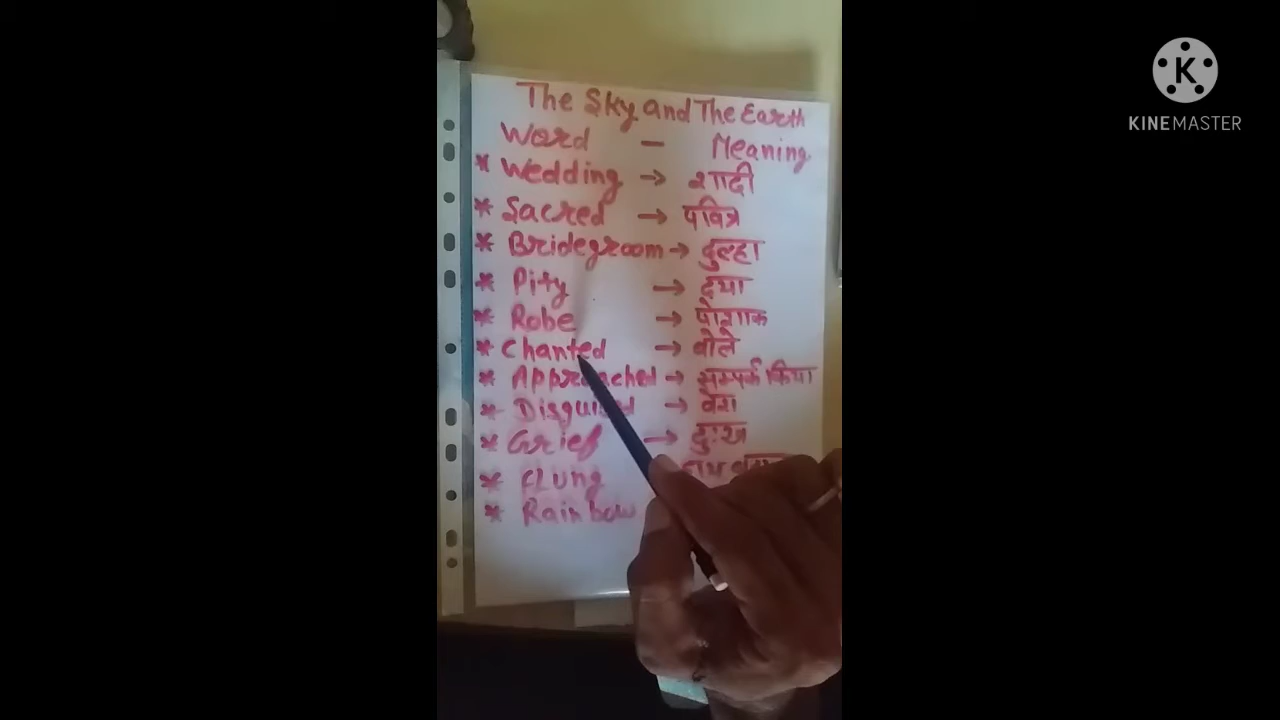 The Sky and The Earth
Word - Meaning
* Wedding → शादी
* Sacred → पवित्र
* Bridegroom → दुल्हा
* Pity → दया
* Robe → पोशाक
* Chanted → बोले
* Approached → सम्पर्क किया
* Disguised → वेश
* Grief → दुःख
* Flung
* Rainbow
K
KINEMASTER